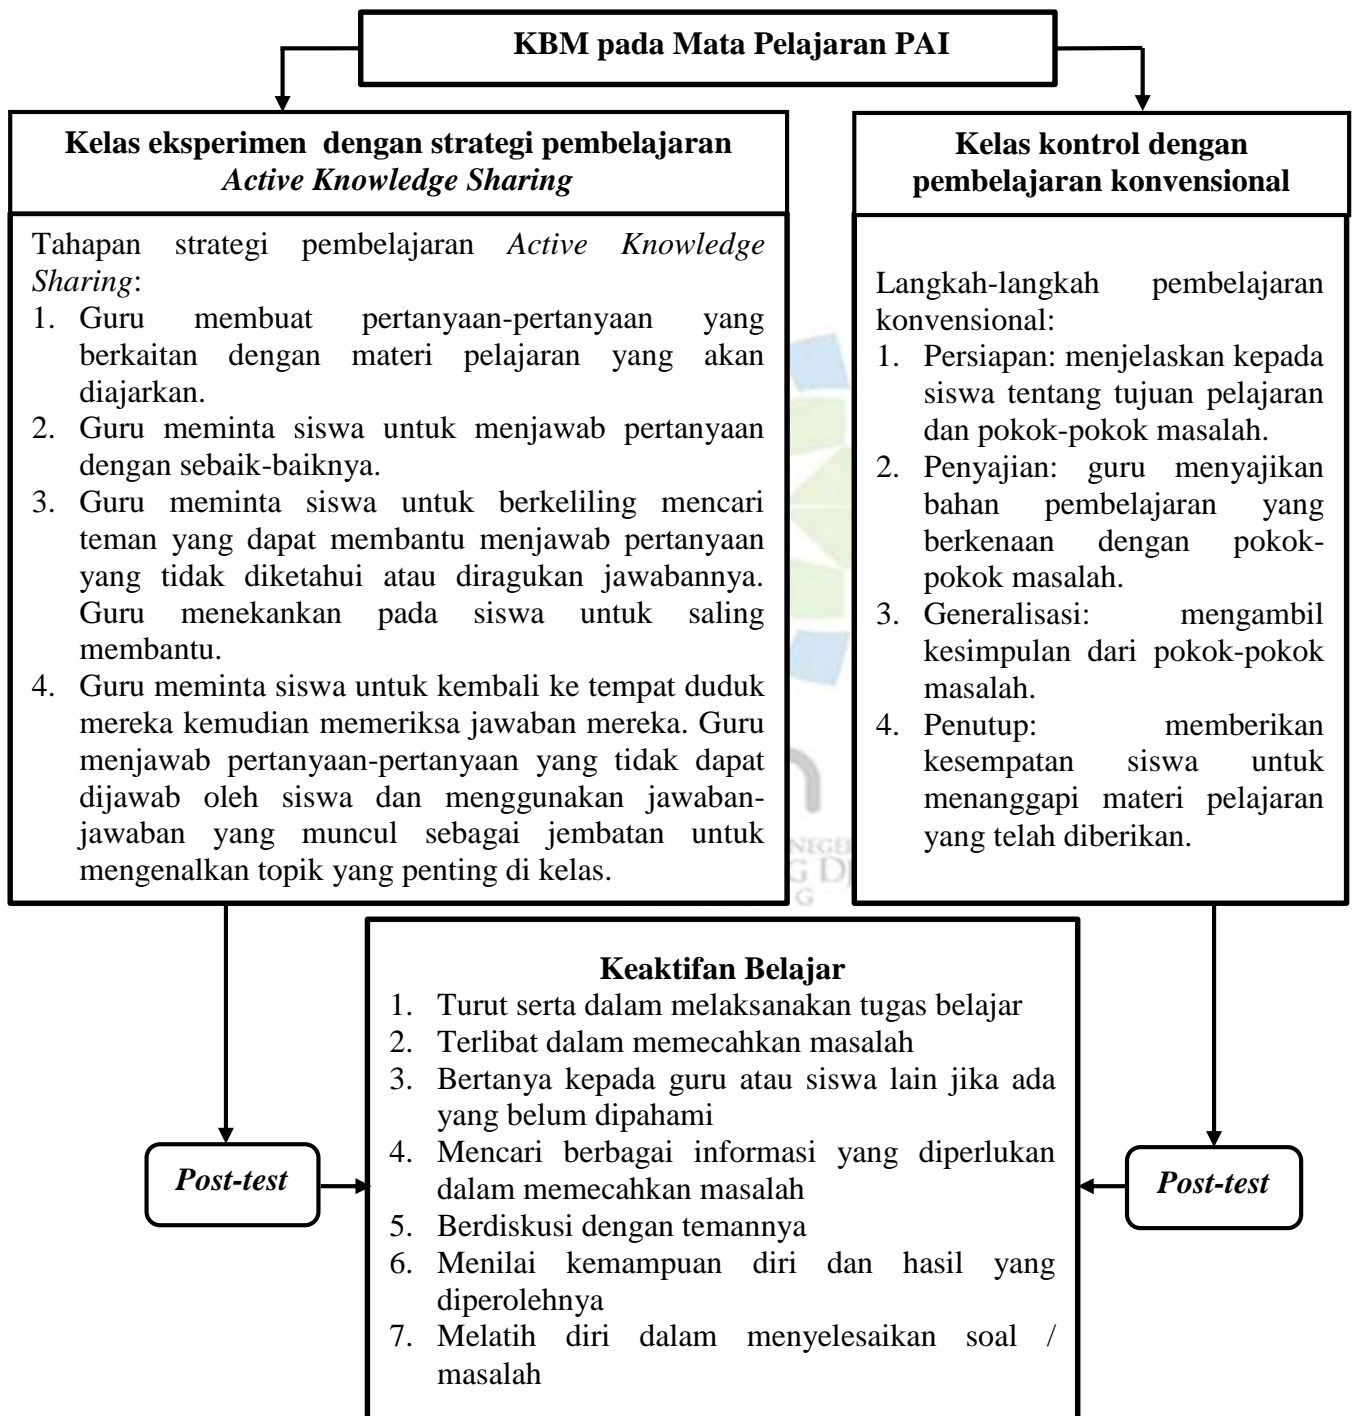 KBM pada Mata Pelajaran PAI
Kelas eksperimen dengan strategi pembelajaran
Active Knowledge Sharing
Tahapan strategi pembelajaran Active Knowledge
Sharing:
1. Guru membuat pertanyaan-pertanyaan yang
berkaitan dengan materi pelajaran yang akan
diajarkan.
2. Guru meminta siswa untuk menjawab pertanyaan
dengan sebaik-baiknya.
3. Guru meminta siswa untuk berkeliling mencari
teman yang dapat membantu menjawab pertanyaan
yang tidak diketahui atau diragukan jawabannya.
Guru menekankan pada siswa untuk saling
membantu.
4. Guru meminta siswa untuk kembali ke tempat duduk
mereka kemudian memeriksa jawaban mereka. Guru
menjawab pertanyaan-pertanyaan yang tidak dapat
dijawab oleh siswa dan menggunakan jawaban-
jawaban yang muncul sebagai jembatan untuk
mengenalkan topik yang penting di kelas.
Kelas kontrol dengan
pembelajaran konvensional
Langkah-langkah pembelajaran
konvensional:
1. Persiapan: menjelaskan kepada
siswa tentang tujuan pelajaran
dan pokok-pokok masalah.
2. Penyajian: guru menyajikan
bahan pembelajaran yang
berkenaan dengan pokok-
pokok masalah.
3. Generalisasi: mengambil
kesimpulan dari pokok-pokok
masalah.
4. Penutup: memberikan
kesempatan siswa untuk
menanggapi materi pelajaran
yang telah diberikan.
Keaktifan Belajar
1. Turut serta dalam melaksanakan tugas belajar
2. Terlibat dalam memecahkan masalah
3. Bertanya kepada guru atau siswa lain jika ada
yang belum dipahami
4. Mencari berbagai informasi yang diperlukan
dalam memecahkan masalah
5. Berdiskusi dengan temannya
6. Menilai kemampuan diri dan hasil yang
diperolehnya
7. Melatih diri dalam menyelesaikan soal /
masalah
Post-test
Post-test